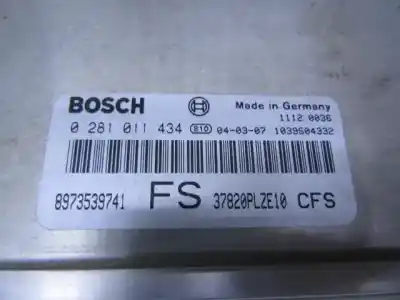 BOSCH Made in Germany
1112 0036
0 281 011 434 810 04-03-07 1039S04332
8973539741 FS 37820PLZE10 CFS